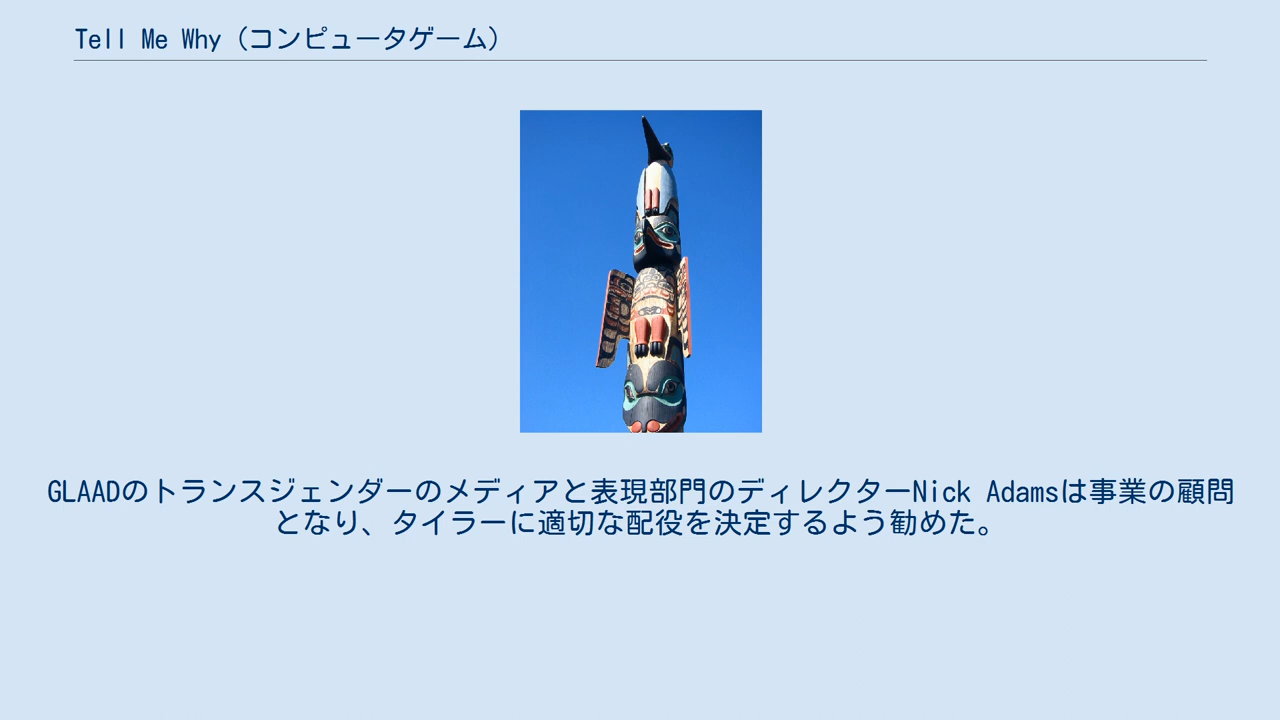 Tell Me Why（コンピュータゲーム）
GLAADのトランスジェンダーのメディアと表現部門のディレクターNick Adamsは事業の顧問
となり、タイラーに適切な配役を決定するよう勧めた。